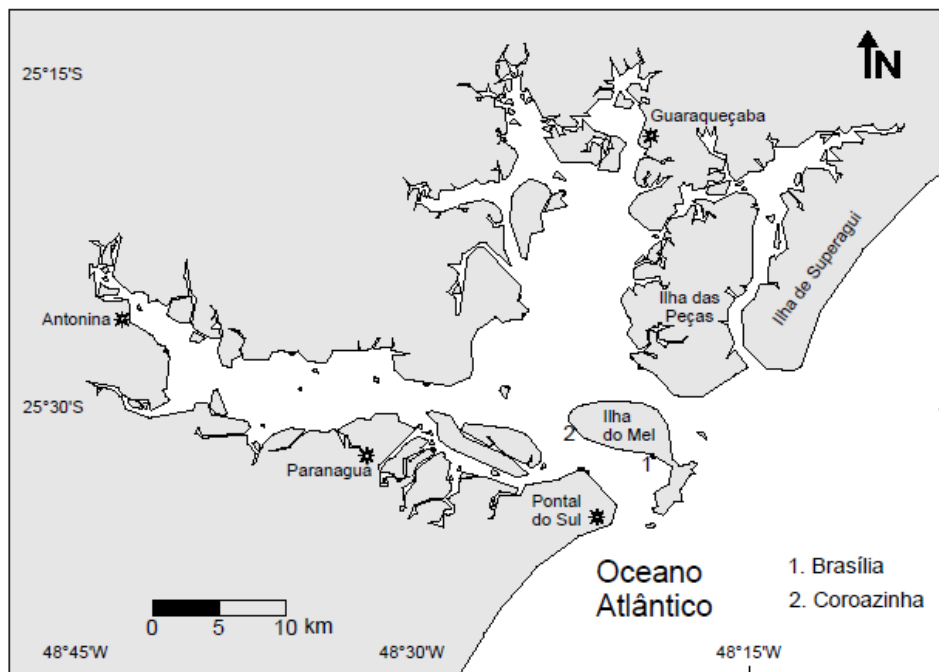 25°15'S
N
Guaraqueçaba
Ilha de Superagui
Ilha das
Peças
Antonina
25°30'S
Ilha
do Mel
2
1
Paranaguá
Pontal
do Sul
Oceano
Atlântico
1. Brasília
2. Coroazinha
0 5 10 km
48°45'W
48°30'W
48°15'W